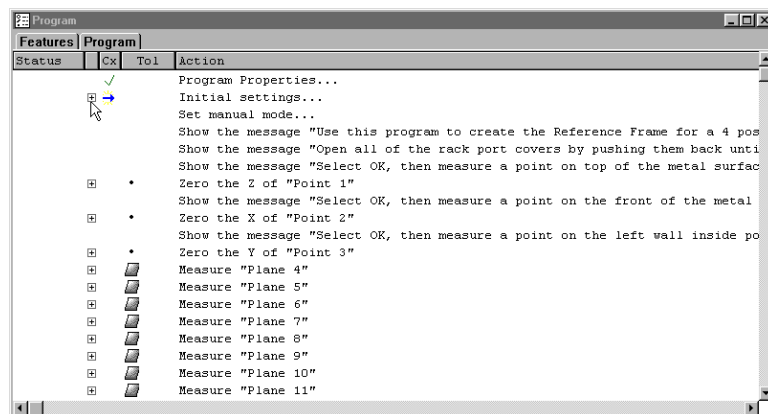 Program
Features Program
Status Cx Tol Action
Program Properties...
Initial settings...
Set manual mode...
Show the message "Use this program to create the Reference Frame for a 4 pos
Show the message "Open all of the rack port covers by pushing them back unti
Show the message "Select OK, then measure a point on top of the metal surfac
Zero the Z of "Point 1"
Show the message "Select OK, then measure a point on the front of the metal
Zero the X of "Point 2"
Show the message "Select OK, then measure a point on the left wall inside po
Zero the Y of "Point 3"
Measure "Plane 4"
Measure "Plane 5"
Measure "Plane 6"
Measure "Plane 7"
Measure "Plane 8"
Measure "Plane 9"
Measure "Plane 10"
Measure "Plane 11"